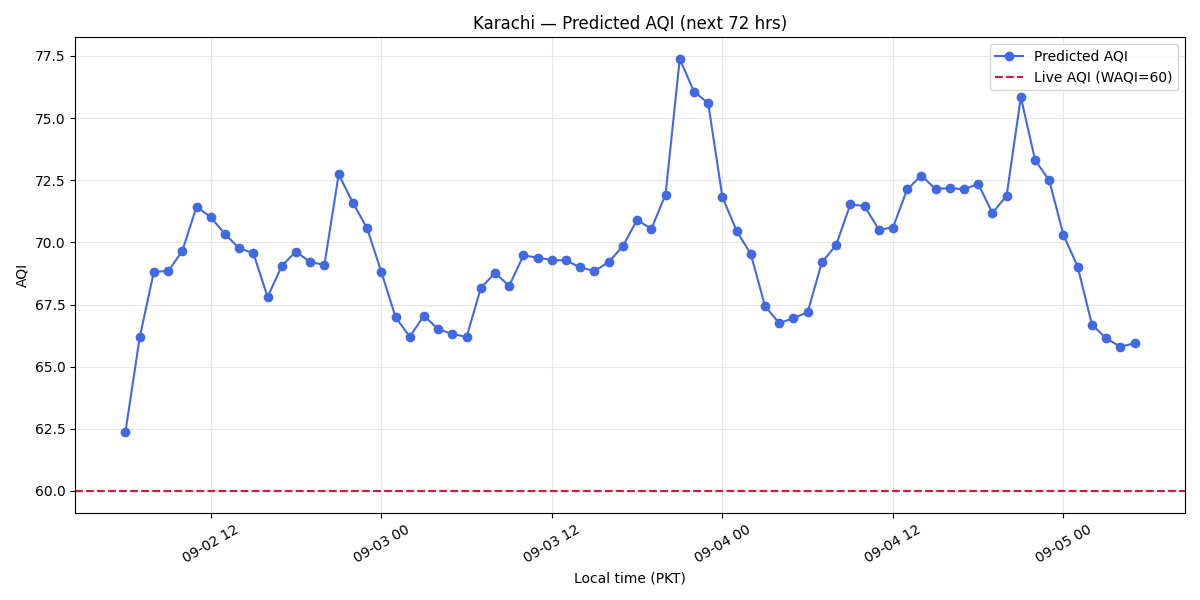 Karachi — Predicted AQI (next 72 hrs)
Predicted AQI
Live AQI (WAQI=60)
AQI
77.5
75.0
72.5
70.0
67.5
65.0
62.5
60.0
09-02 12
09-03 00
09-03 12
09-04 00
09-04 12
09-05 00
Local time (PKT)